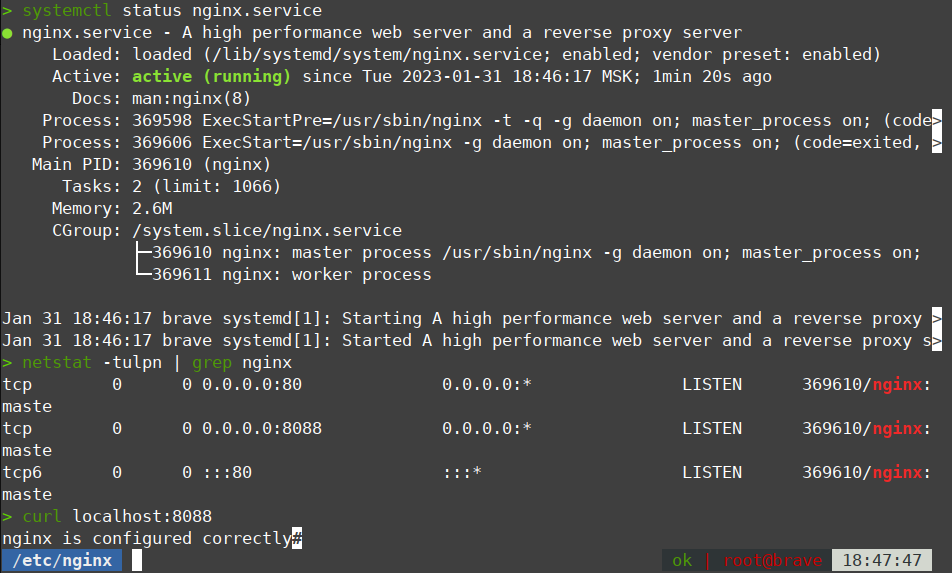 > systemctl status nginx.service
● nginx.service - A high performance web server and a reverse proxy server
Loaded: loaded (/lib/systemd/system/nginx.service; enabled; vendor preset: enabled)
Active: active (running) since Tue 2023-01-31 18:46:17 MSK; 1min 20s ago
Docs: man:nginx(8)
Process: 369598 ExecStartPre=/usr/sbin/nginx -t -q -g daemon on; master_process on; (code>
Process: 369606 ExecStart=/usr/sbin/nginx -g daemon on; master_process on; (code=exited, >
Main PID: 369610 (nginx)
Tasks: 2 (limit: 1066)
Memory: 2.6M
CGroup: /system.slice/nginx.service
├─369610 nginx: master process /usr/sbin/nginx -g daemon on; master_process on;
└─369611 nginx: worker process
Jan 31 18:46:17 brave systemd[1]: Starting A high performance web server and a reverse proxy >
Jan 31 18:46:17 brave systemd[1]: Started A high performance web server and a reverse proxy s>
> netstat -tulpn | grep nginx
tcp 0 0 0.0.0.0:80 0.0.0.0:* LISTEN 369610/nginx:
maste
tcp 0 0 0.0.0.0:8088 0.0.0.0:* LISTEN 369610/nginx:
maste
tcp6 0 0 :::80 :::* LISTEN 369610/nginx:
maste
> curl localhost:8088
nginx is configured correctly#
/etc/nginx ok | root@brave 18:47:47